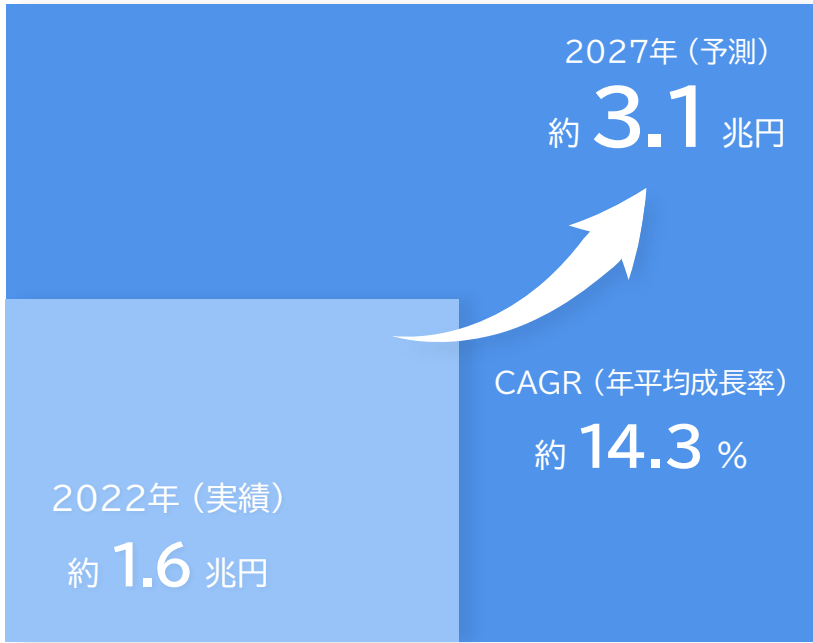 2027年（予測）
約 3.1 兆円
CAGR（年平均成長率）
約 14.3 %
2022年（実績）
約 1.6 兆円